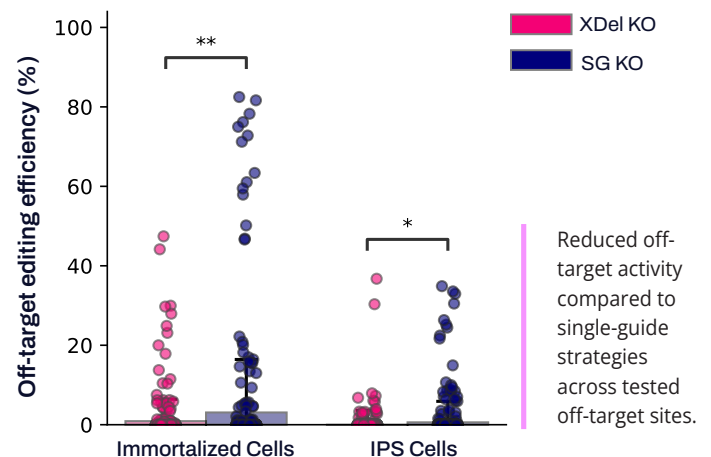 XDel KO
SG KO
Off-target editing efficiency (%)
100
80
60
40
20
0
**
*
Immortalized Cells
IPS Cells
Reduced off-
target activity
compared to
single-guide
strategies
across tested
off-target sites.